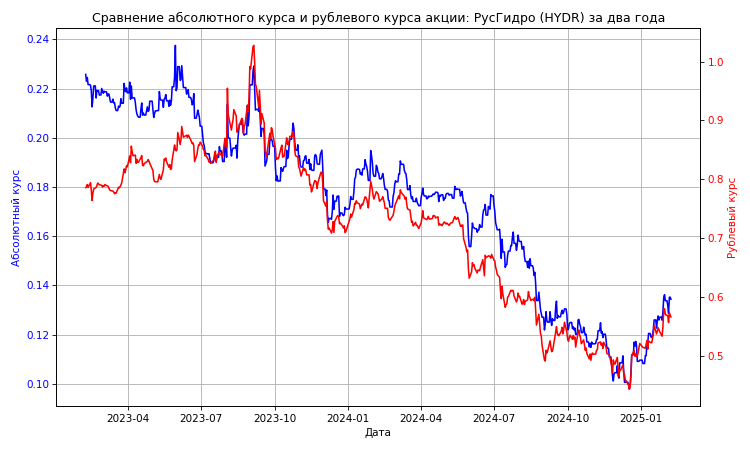 Сравнение абсолютного курса и рублевого курса акции: РусГидро (HYDR) за два года
0.24
0.22
0.20
0.18
0.16
0.14
0.12
0.10
Абсолютный курс
1.0
0.9
0.8
0.7
0.6
0.5
Рублевый курс
2023-04 2023-07 2023-10 2024-01 2024-04 2024-07 2024-10 2025-01
Дата